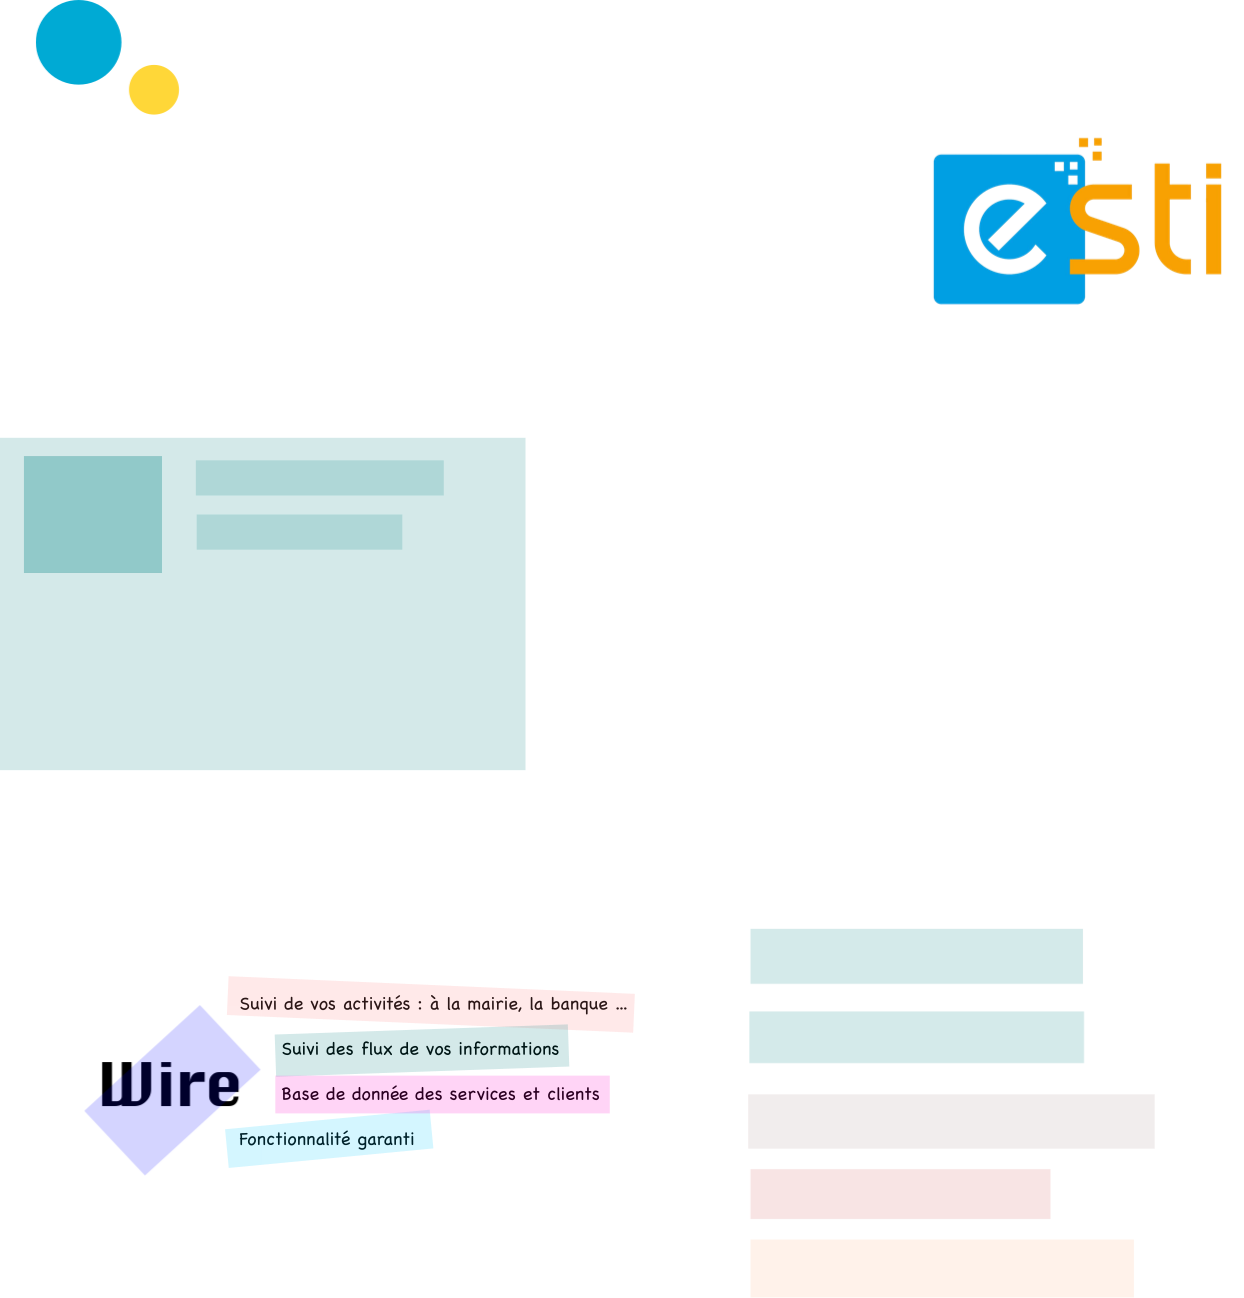 esti
Suivi de vos activités : à la mairie, la banque ...
Suivi des flux de vos informations
Wire
Base de donnée des services et clients
Fonctionnalité garanti